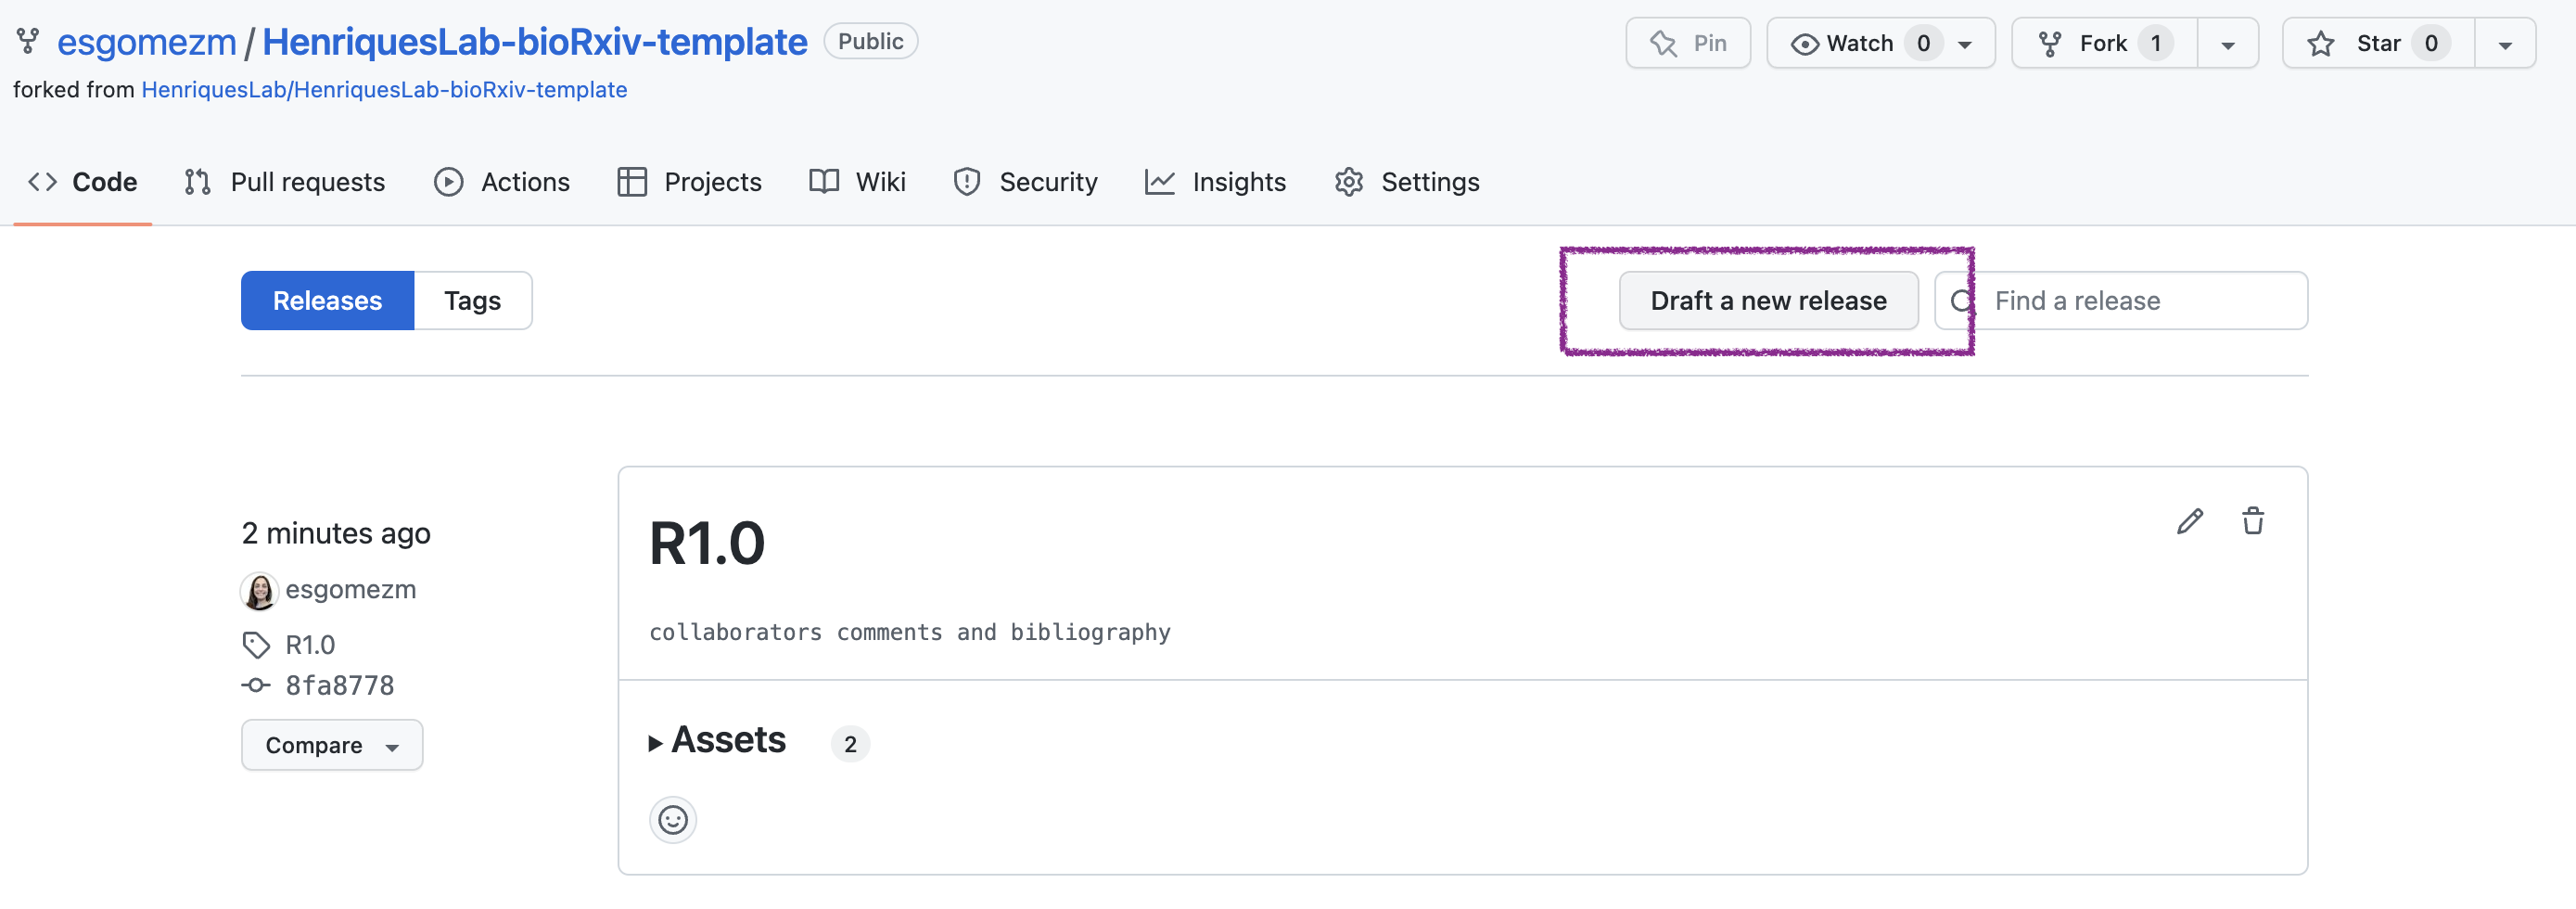 esgomezm / HenriquesLab-bioRxiv-template Public Pin Watch 0 Fork 1 Star 0
forked from HenriquesLab/HenriquesLab-bioRxiv-template
Code Pull requests Actions Projects Wiki Security Insights Settings
Releases Tags Draft a new release Find a release
2 minutes ago
esgomezm
R1.0
8fa8778
Compare
R1.0
collaborators comments and bibliography
Assets 2